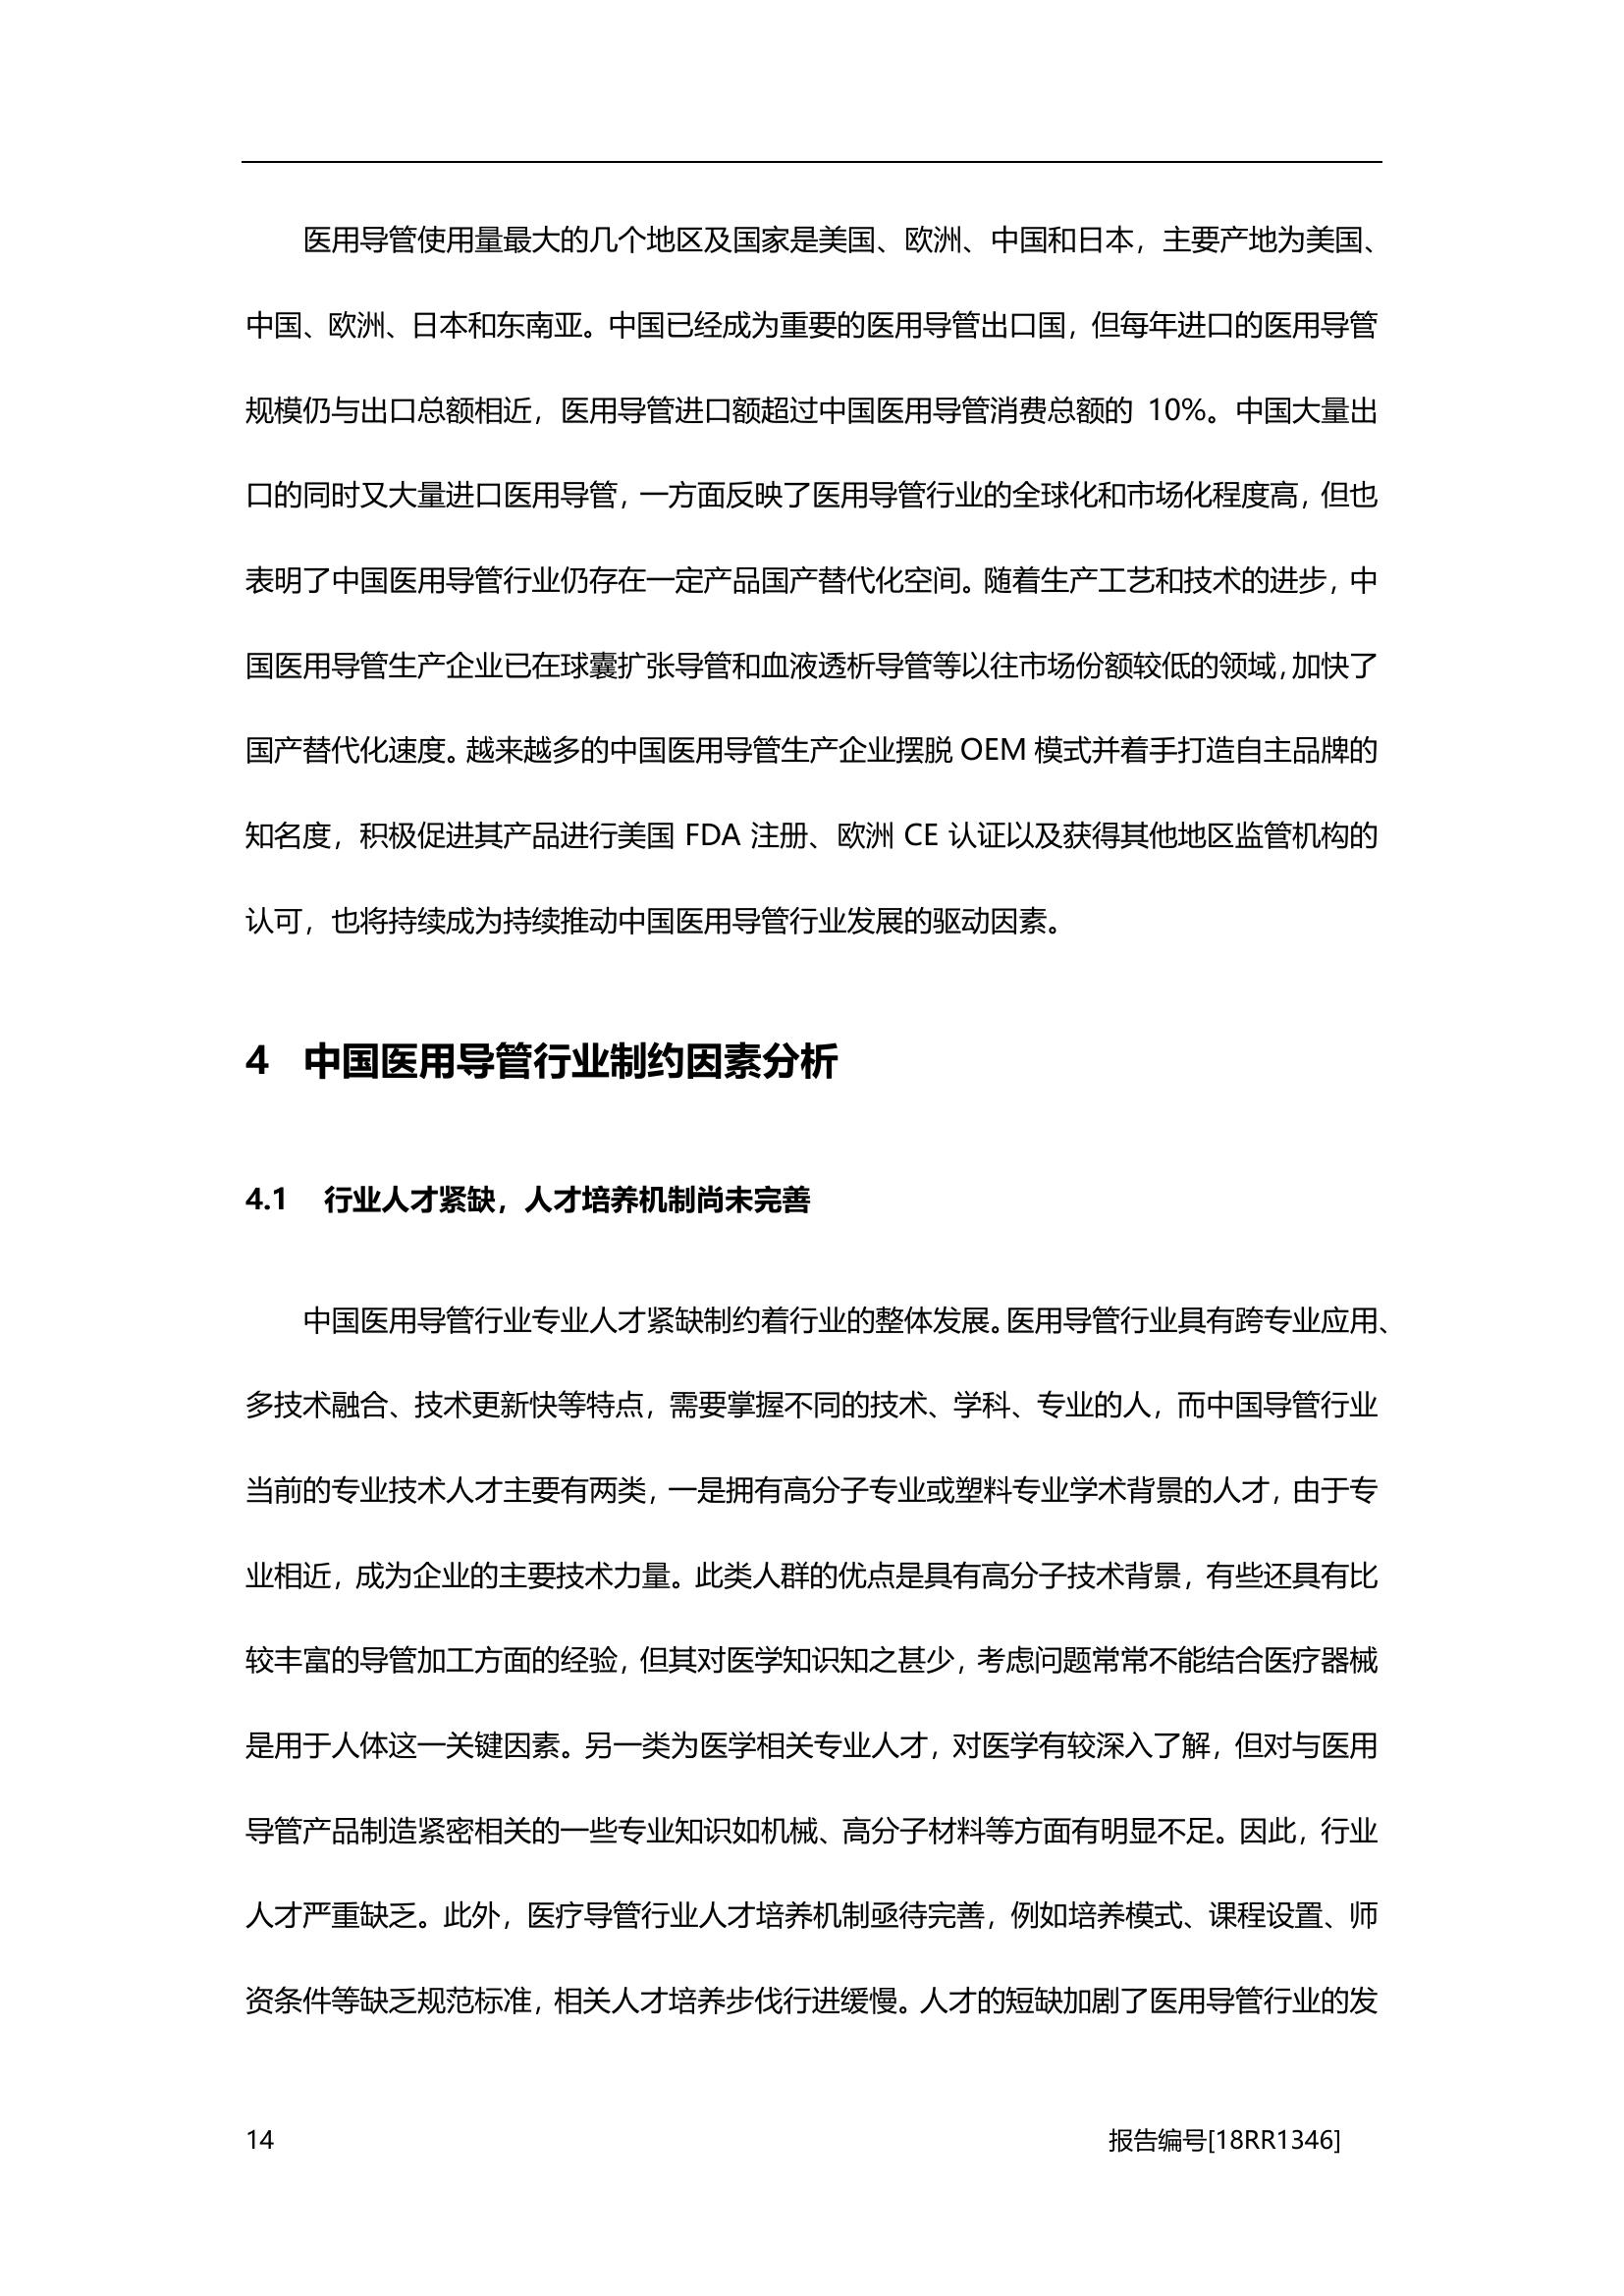 医用导管使用量最大的几个地区及国家是美国、欧洲、中国和日本，主要产地为美国、
中国、欧洲、日本和东南亚。中国已经成为重要的医用导管出口国，但每年进口的医用导管
规模仍与出口总额相近，医用导管进口额超过中国医用导管消费总额的 10%。中国大量出
口的同时又大量进口医用导管，一方面反映了医用导管行业的全球化和市场化程度高，但也
表明了中国医用导管行业仍存在一定产品国产替代化空间。随着生产工艺和技术的进步，中
国医用导管生产企业已在球囊扩张导管和血液透析导管等以往市场份额较低的领域，加快了
国产替代化速度。越来越多的中国医用导管生产企业摆脱 OEM 模式并着手打造自主品牌的
知名度，积极促进其产品进行美国 FDA 注册、欧洲 CE 认证以及获得其他地区监管机构的
认可，也将持续成为持续推动中国医用导管行业发展的驱动因素。
4 中国医用导管行业制约因素分析
4.1 行业人才紧缺，人才培养机制尚未完善
中国医用导管行业专业人才紧缺制约着行业的整体发展。医用导管行业具有跨专业应用、
多技术融合、技术更新快等特点，需要掌握不同的技术、学科、专业的人，而中国导管行业
当前的专业技术人才主要有两类，一是拥有高分子专业或塑料专业学术背景的人才，由于专
业相近，成为企业的主要技术力量。此类人群的优点是具有高分子技术背景，有些还具有比
较丰富的导管加工方面的经验，但其对医学知识知之甚少，考虑问题常常不能结合医疗器械
是用于人体这一关键因素。另一类为医学相关专业人才，对医学有较深入了解，但对与医用
导管产品制造紧密相关的一些专业知识如机械、高分子材料等方面有明显不足。因此，行业
人才严重缺乏。此外，医疗导管行业人才培养机制亟待完善，例如培养模式、课程设置、师
资条件等缺乏规范标准，相关人才培养步伐行进缓慢。人才的短缺加剧了医用导管行业的发
14 报告编号[18RR1346]